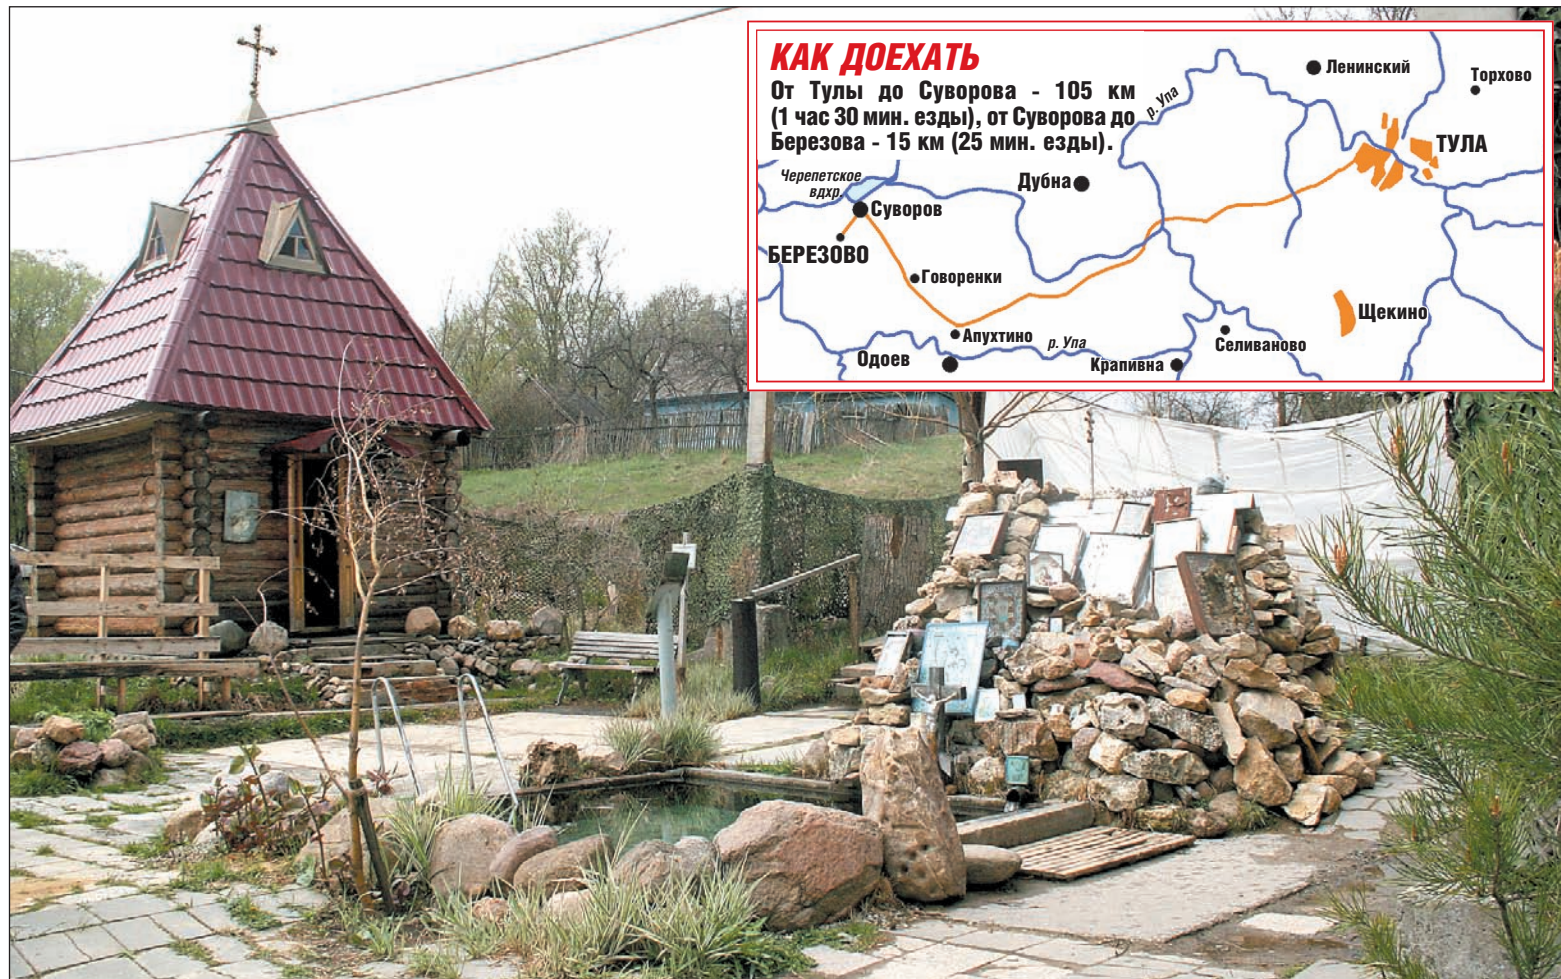 КАК ДОЕХАТЬ
От Тулы до Суворова - 105 км
(1 час 30 мин. езды), от Суворова до
Березова - 15 км (25 мин. езды).
р. Упа
Ленинский
Торхово
ТУЛА
Черепетское
вдхр.
Дубна
Суворов
БЕРЕЗОВО
Говоренки
Щекино
Апухтино
р. Упа
Селиваново
Одоев
Крапивна